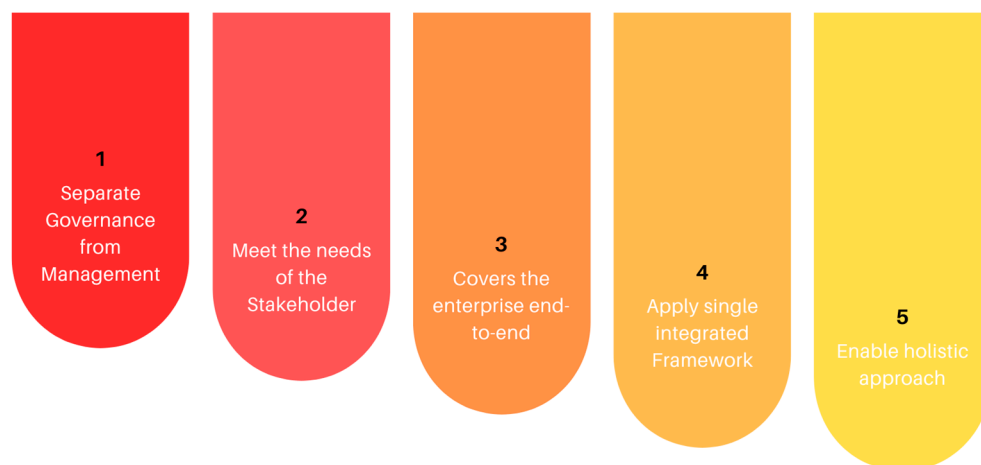 1
Separate
Governance
from
Management
2
Meet the needs
of the
Stakeholder
3
Covers the
enterprise end-
to-end
4
Apply single
integrated
Framework
5
Enable holistic
approach